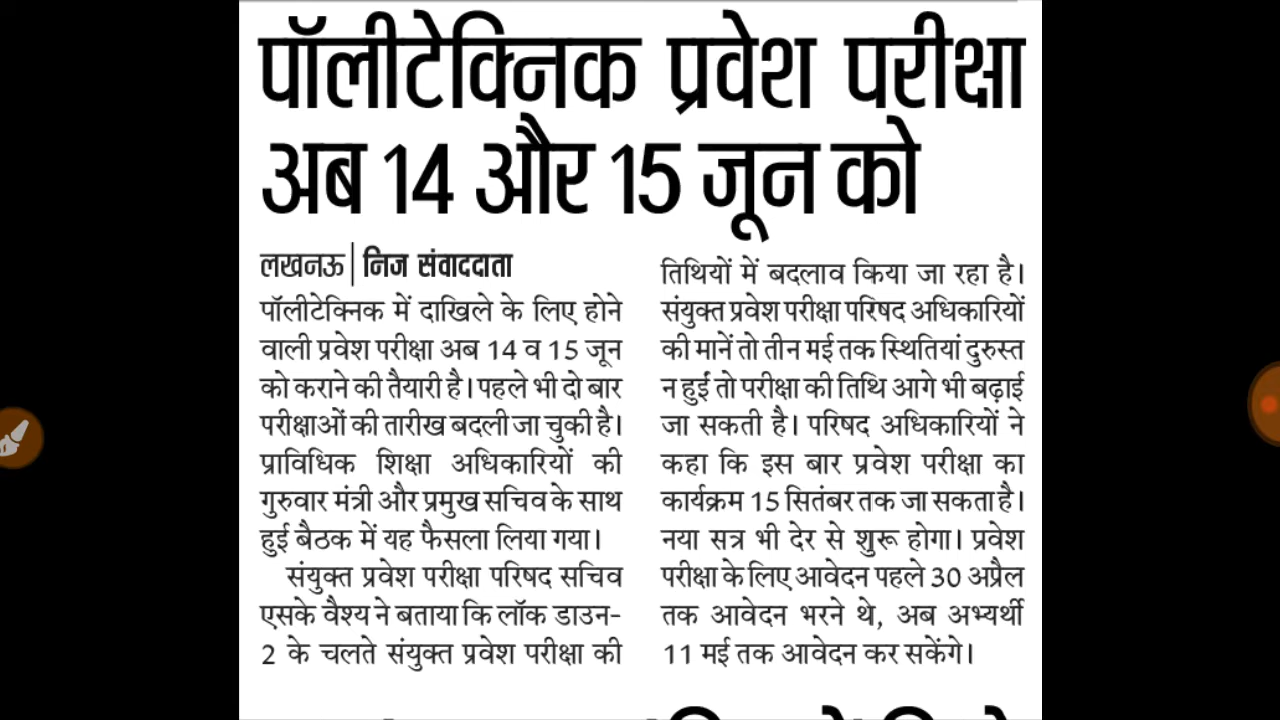 पॉलीटेक्निक प्रवेश परीक्षा
अब 14 और 15 जून को
लखनऊ | निज संवाददाता
पॉलीटेक्निक में दाखिले के लिए होने
वाली प्रवेश परीक्षा अब 14 व 15 जून
को कराने की तैयारी है। पहले भी दो बार
परीक्षाओं की तारीख बदली जा चुकी है।
प्राविधिक शिक्षा अधिकारियों की
गुरुवार मंत्री और प्रमुख सचिव के साथ
हुई बैठक में यह फैसला लिया गया।
संयुक्त प्रवेश परीक्षा परिषद सचिव
एसके वैश्य ने बताया कि लॉक डाउन-
2 के चलते संयुक्त प्रवेश परीक्षा की
तिथियों में बदलाव किया जा रहा है।
संयुक्त प्रवेश परीक्षा परिषद अधिकारियों
की मानें तो तीन मई तक स्थितियां दुरुस्त
न हुईं तो परीक्षा की तिथि आगे भी बढ़ाई
जा सकती है। परिषद अधिकारियों ने
कहा कि इस बार प्रवेश परीक्षा का
कार्यक्रम 15 सितंबर तक जा सकता है।
नया सत्र भी देर से शुरू होगा। प्रवेश
परीक्षा के लिए आवेदन पहले 30 अप्रैल
तक आवेदन भरने थे, अब अभ्यर्थी
11 मई तक आवेदन कर सकेंगे।